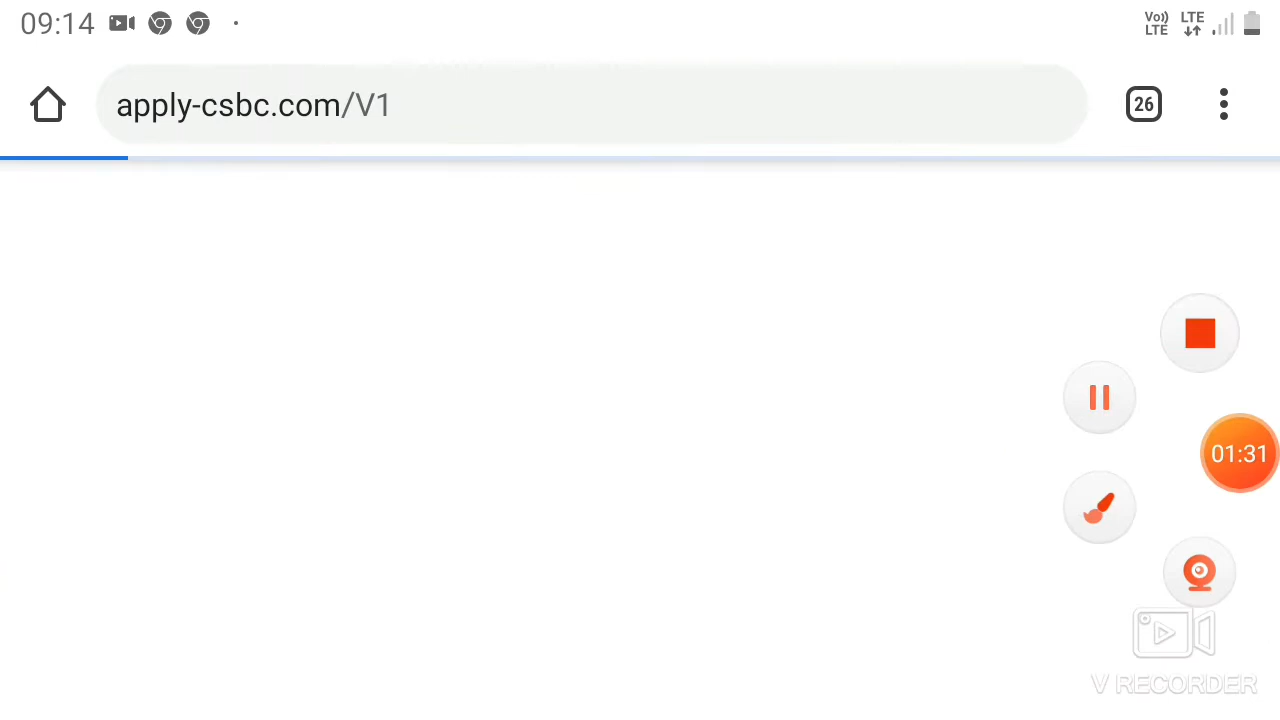 09:14
Vo)) LTE
LTE
apply-csbc.com/V1
26
01:31
V RECORDER